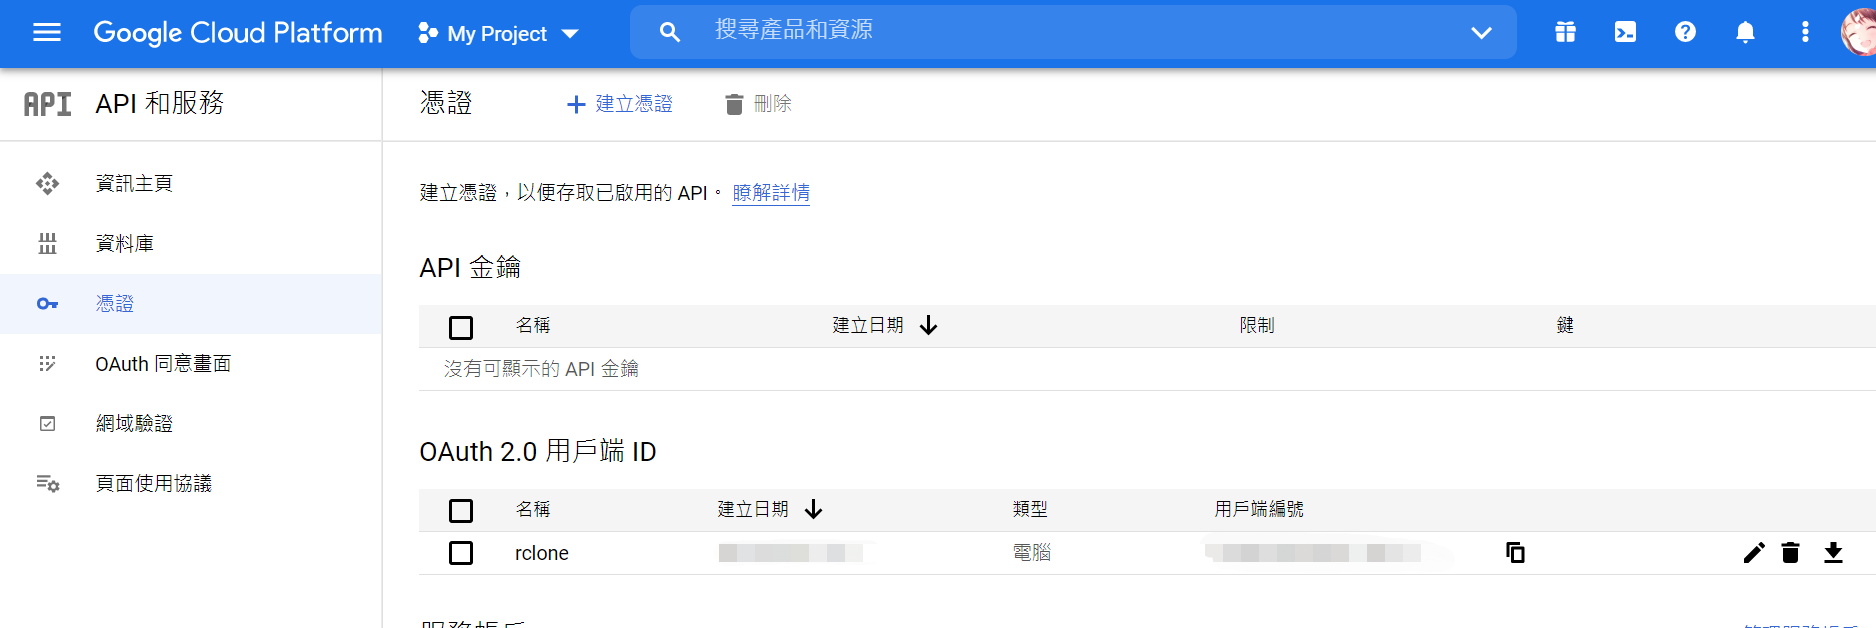 Google Cloud Platform My Project 搜尋產品和資源
API API 和服務
憑證 建立憑證 刪除
資訊主頁
資料庫
憑證
OAuth 同意畫面
網域驗證
頁面使用協議
建立憑證，以便存取已啟用的 API。 瞭解詳情
API 金鑰
名稱 建立日期 限制 鍵
沒有可顯示的 API 金鑰
OAuth 2.0 用戶端 ID
名稱 建立日期 類型 用戶端編號
rclone 電腦